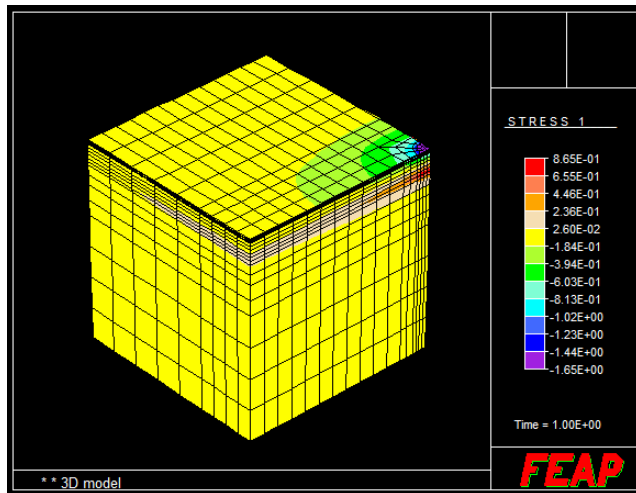 STRESS 1
8.65E-01
6.55E-01
4.46E-01
2.36E-01
2.60E-02
-1.84E-01
-3.94E-01
-6.03E-01
-8.13E-01
-1.02E+00
-1.23E+00
-1.44E+00
-1.65E+00
Time = 1.00E+00
* * 3D model
FEAP